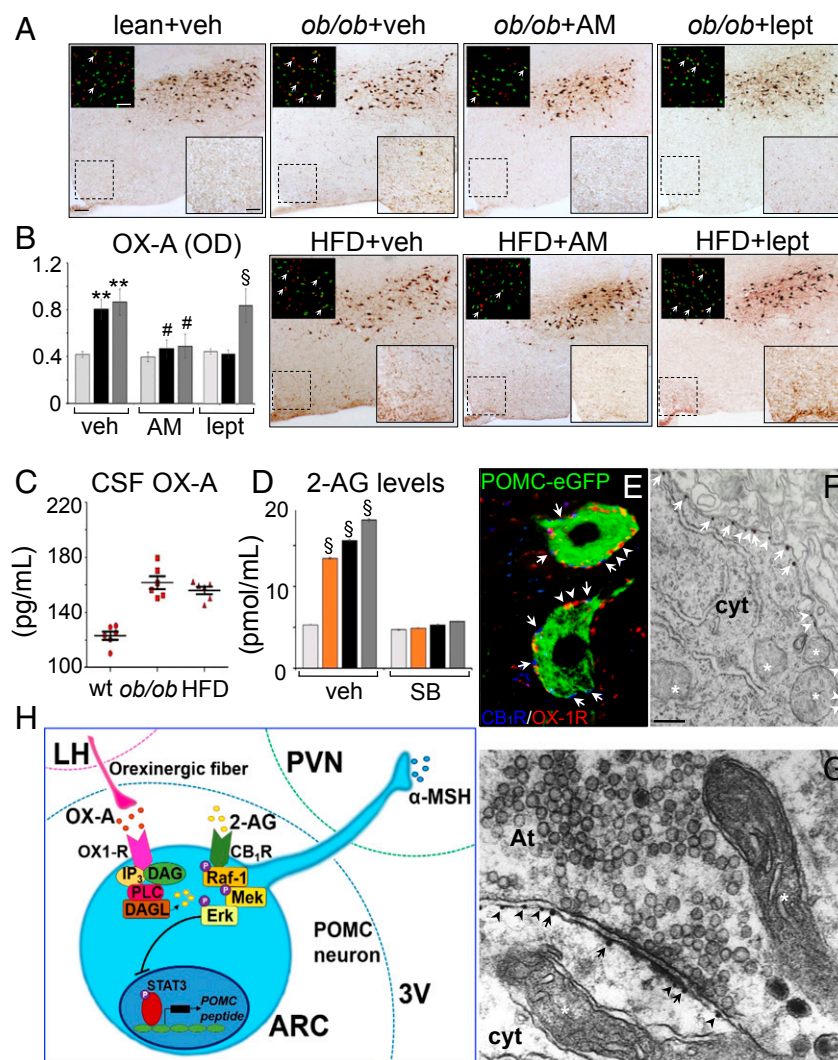 A
lean+veh
ob/ob+veh
ob/ob+AM
ob/ob+lept
B
OX-A (OD)
HFD+veh
HFD+AM
HFD+lept
1.2
0.8
0.4
0
**
**
#
#
§
veh
AM
lept
C
CSF OX-A
(pg/mL)
220
180
140
100
wt ob/ob HFD
D
2-AG levels
(pmol/mL)
20
15
10
5
0
§
§
§
veh
SB
POMC-eGFP
E
CB1R/OX-1R
F
cyt
*
*
*
H
LH
Orexinergic fiber
PVN
OX-A
2-AG
α-MSH
OX1-R
CB1R
IP3
DAG
P
Raf-1
PLC
P
Mek
DAGL
P
Erk
POMC
neuron
P
STAT3
POMC
peptide
3V
ARC
G
At
*
*
cyt